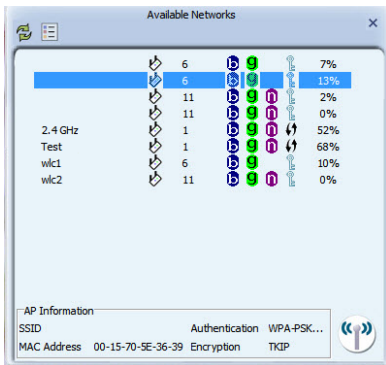 Available Networks
×
6 b g 7%
6 b g 13%
11 b g n 2%
11 b g n 0%
2.4 GHz 1 b g n 52%
Test 1 b g n 68%
wlc1 6 b g 10%
wlc2 11 b g n 0%
AP Information
SSID Authentication WPA-PSK...
MAC Address 00-15-70-5E-36-39 Encryption TKIP